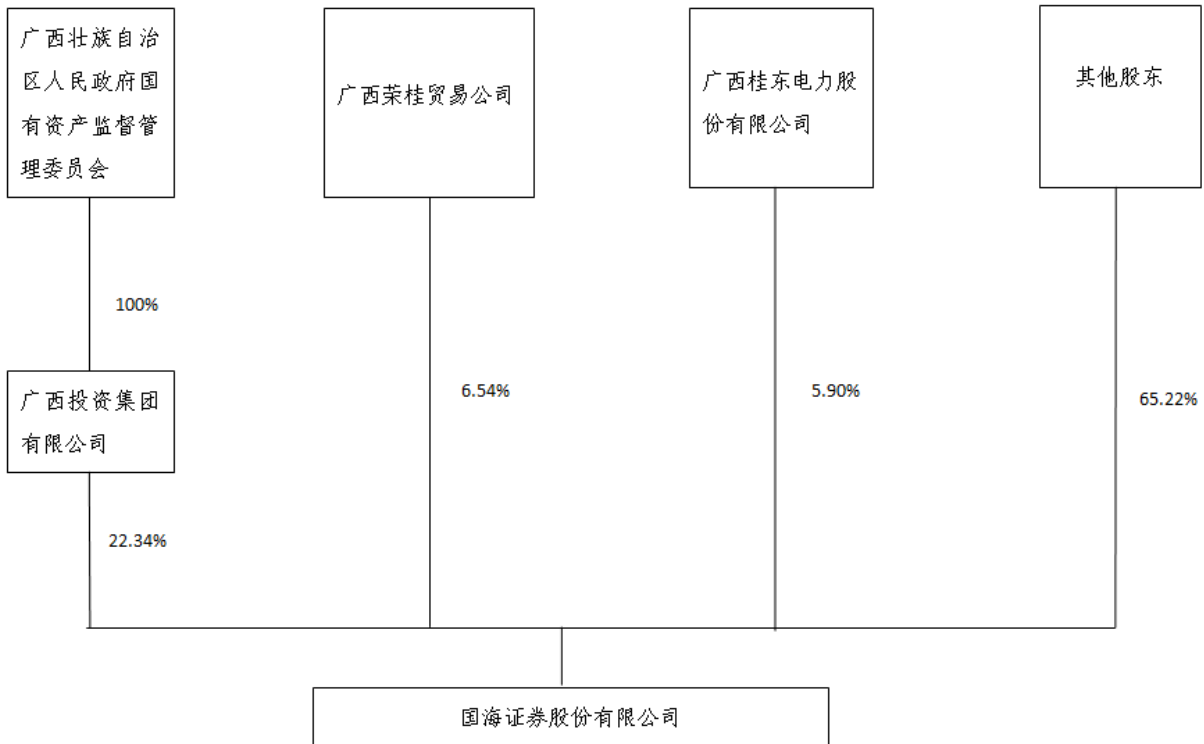 广西壮族自治
区人民政府国
有资产监督管
理委员会
广西荣桂贸易公司
广西桂东电力股
份有限公司
其他股东
100%
广西投资集团
有限公司
6.54%
5.90%
65.22%
22.34%
国海证券股份有限公司